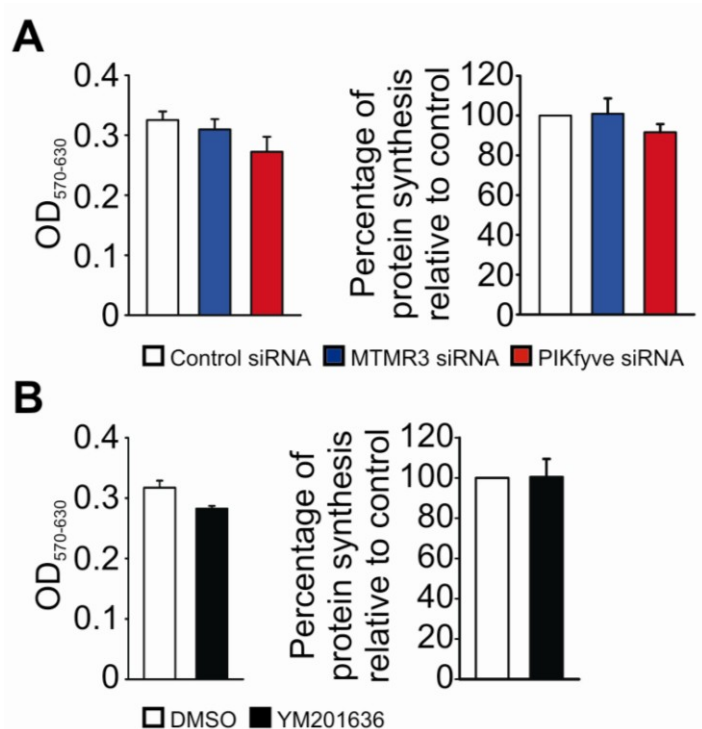 A
OD570-630
0.4
0.3
0.2
0.1
0
Percentage of
protein synthesis
relative to control
120
100
80
60
40
20
0
Control siRNA MTMR3 siRNA PIKfyve siRNA
B
OD570-630
0.4
0.3
0.2
0.1
0
Percentage of
protein synthesis
relative to control
120
100
80
60
40
20
0
DMSO YM201636